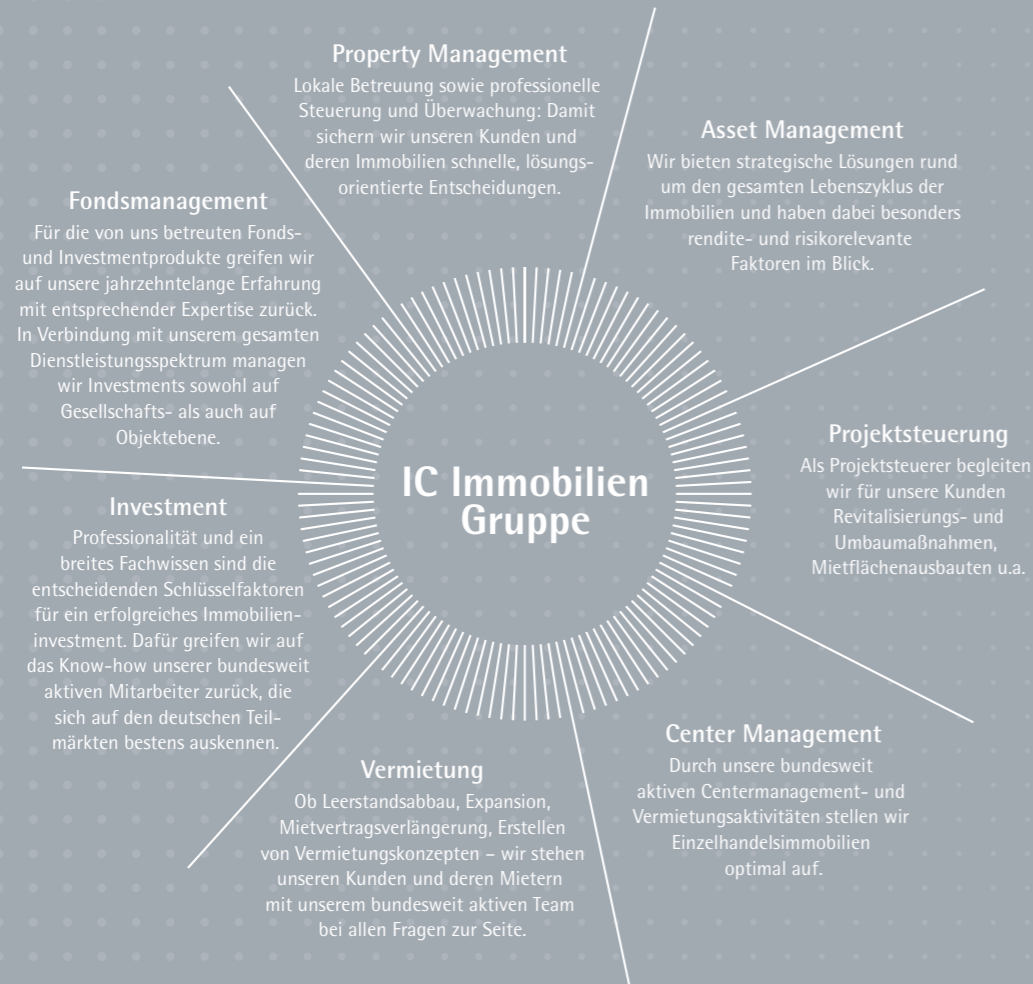 Property Management
Lokale Betreuung sowie professionelle
Steuerung und Überwachung: Damit
sichern wir unseren Kunden und
deren Immobilien schnelle, lösungs-
orientierte Entscheidungen.
Asset Management
Wir bieten strategische Lösungen rund
um den gesamten Lebenszyklus der
Immobilien und haben dabei besonders
rendite- und risikorelevante
Faktoren im Blick.
Fondsmanagement
Für die von uns betreuten Fonds-
und Investmentprodukte greifen wir
auf unsere jahrzehntelange Erfahrung
mit entsprechender Expertise zurück.
In Verbindung mit unserem gesamten
Dienstleistungsspektrum managen
wir Investments sowohl auf
Gesellschafts- als auch auf
Objektebene.
Projektsteuerung
Als Projektsteuerer begleiten
wir für unsere Kunden
Revitalisierungs- und
Umbaumaßnahmen,
Mietflächenausbauten u.a.
IC Immobilien
Gruppe
Investment
Professionalität und ein
breites Fachwissen sind die
entscheidenden Schlüsselfaktoren
für ein erfolgreiches Immobilien-
investment. Dafür greifen wir auf
das Know-how unserer bundesweit
aktiven Mitarbeiter zurück, die
sich auf den deutschen Teil-
märkten bestens auskennen.
Center Management
Durch unsere bundesweit
aktiven Centermanagement- und
Vermietungsaktivitäten stellen wir
Einzelhandelsimmobilien
optimal auf.
Vermietung
Ob Leerstandsabbau, Expansion,
Mietvertragsverlängerung, Erstellen
von Vermietungskonzepten – wir stehen
unseren Kunden und deren Mietern
mit unserem bundesweit aktiven Team
bei allen Fragen zur Seite.